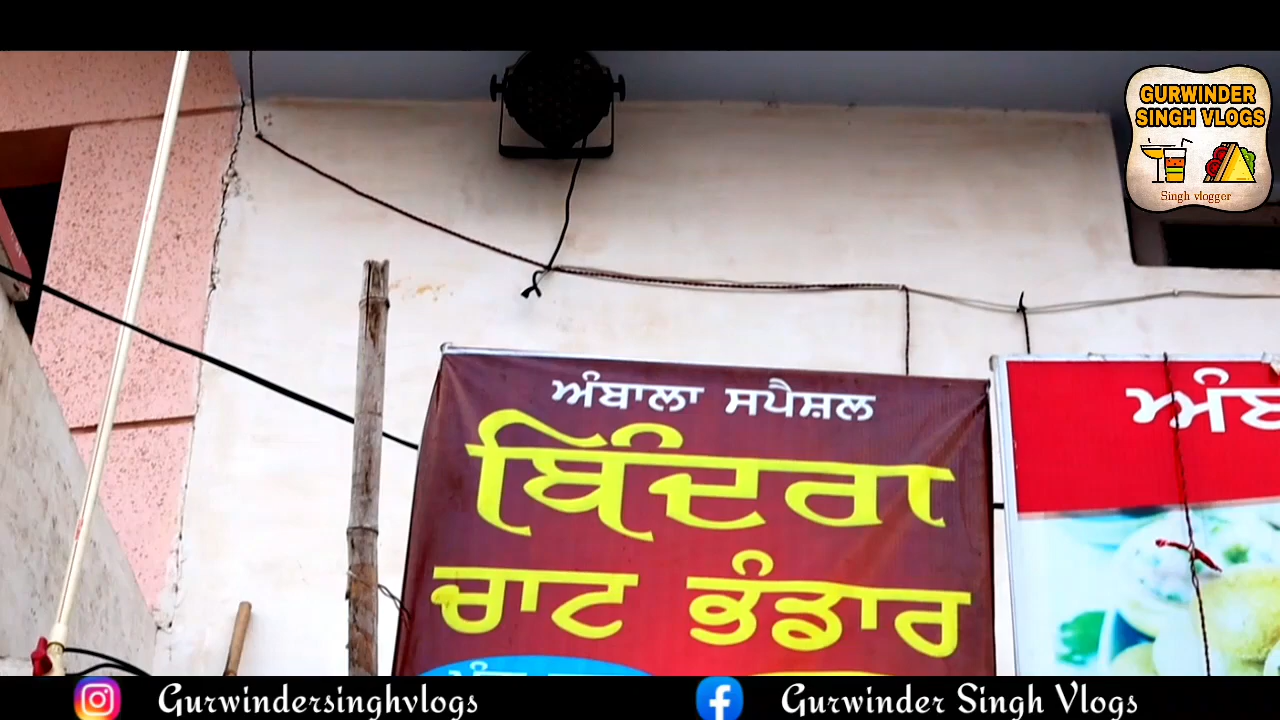 GURWINDER
SINGH VLOGS
Singh vlogger
ਅੰਬਾਲਾ ਸਪੈਸ਼ਲ
ਬਿੰਦਰਾ
ਚਾਟ ਭੰਡਾਰ
Gurwindersinghvlogs
Gurwinder Singh Vlogs